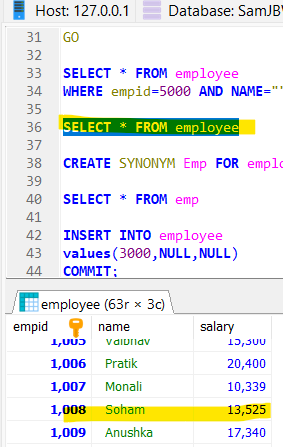 Host: 127.0.0.1 Database: SamJB
31 GO
32
33 SELECT * FROM employee
34 WHERE empid=5000 AND NAME="'
35
36 SELECT * FROM employee
37
38 CREATE SYNONYM Emp FOR emplo
39
40 SELECT * FROM emp
41
42 INSERT INTO employee
43 values(3000,NULL,NULL)
44 COMMIT;
employee (63r × 3c)
empid name salary
1,005 Vaibhav 15,300
1,006 Pratik 20,400
1,007 Monali 10,339
1,008 Soham 13,525
1,009 Anushka 17,340